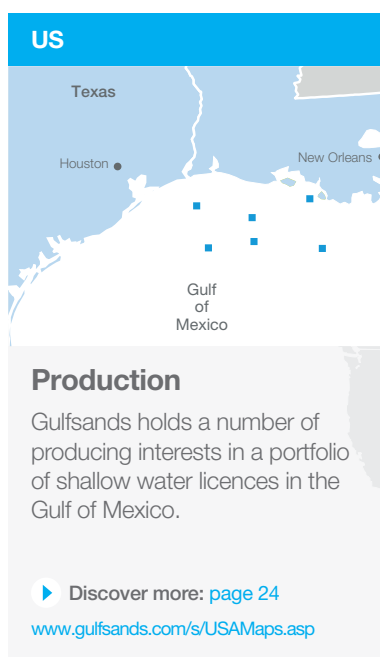 US
Texas
Houston
New Orleans
Gulf
of
Mexico
Production
Gulfsands holds a number of
producing interests in a portfolio
of shallow water licences in the
Gulf of Mexico.
Discover more: page 24
www.gulfsands.com/s/USAMaps.asp